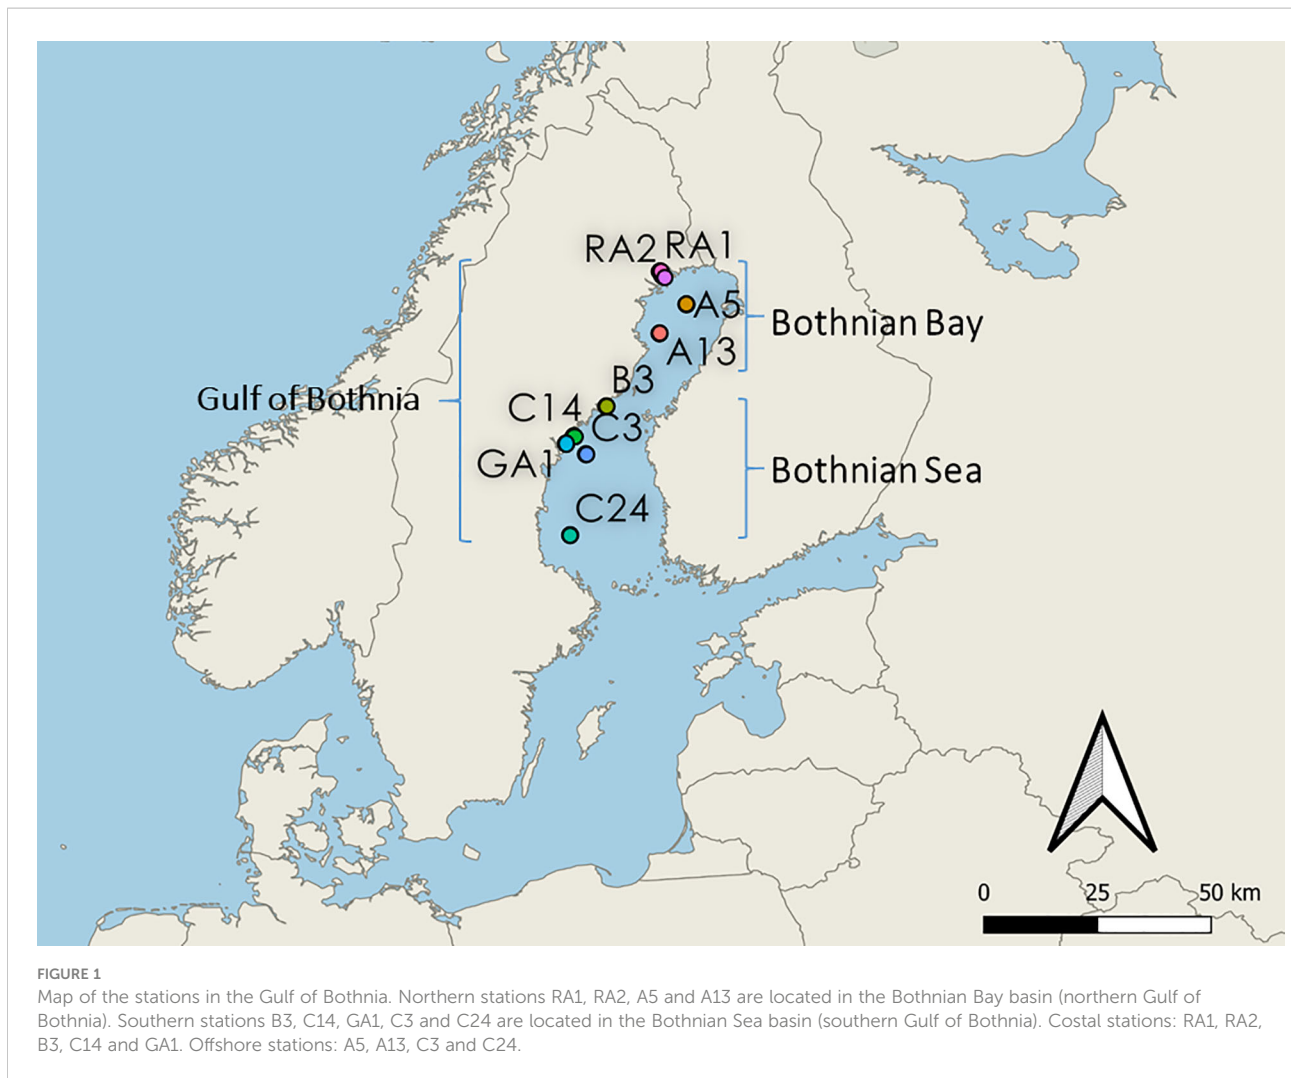 RA2 RA1
A5
Bothnian Bay
A13
B3
Gulf of Bothnia
C14
C3
GA1
Bothnian Sea
C24
0 25 50 km
FIGURE 1
Map of the stations in the Gulf of Bothnia. Northern stations RA1, RA2, A5 and A13 are located in the Bothnian Bay basin (northern Gulf of
Bothnia). Southern stations B3, C14, GA1, C3 and C24 are located in the Bothnian Sea basin (southern Gulf of Bothnia). Costal stations: RA1, RA2,
B3, C14 and GA1. Offshore stations: A5, A13, C3 and C24.